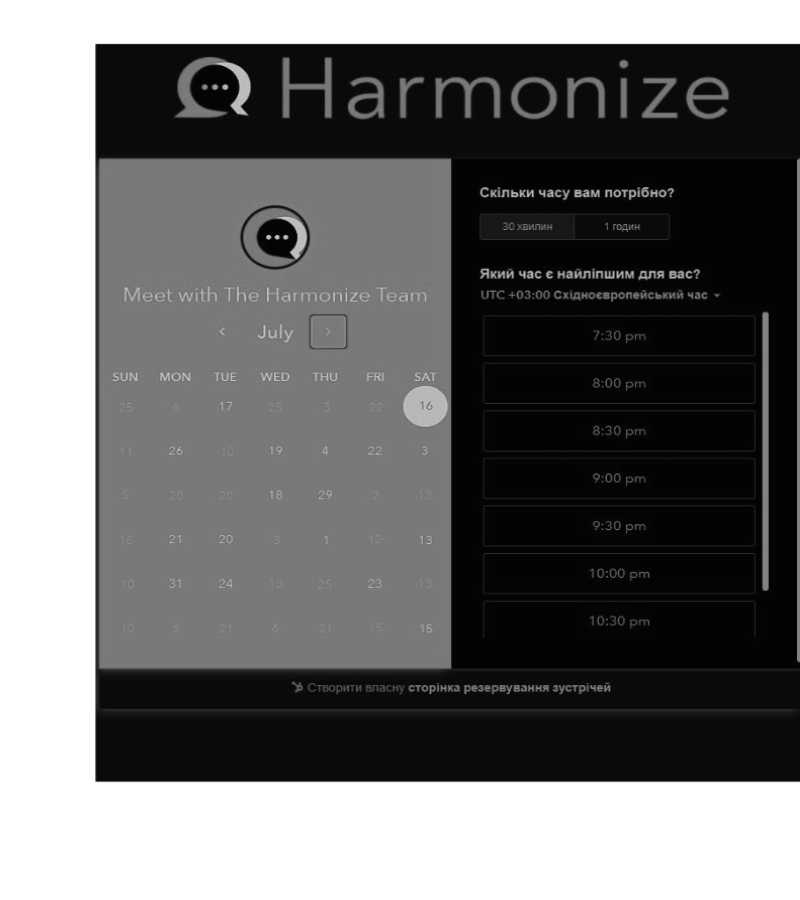 Harmonize
Meet with The Harmonize Team
July
SUN MON TUE WED THU FRI SAT
25 6 17 25 3 22 16
11 26 10 19 4 22 3
5 20 20 18 29 2 13
18 21 20 3 1 12 13
10 31 24 13 25 23 13
10 6 21 6 21 15 15
Скільки часу вам потрібно?
30 хвилин 1 годин
Який час є найліпшим для вас?
UTC +03:00 Східноєвропейський час
7:30 pm
8:00 pm
8:30 pm
9:00 pm
9:30 pm
10:00 pm
10:30 pm
Створити власну сторінка резервування зустрічей